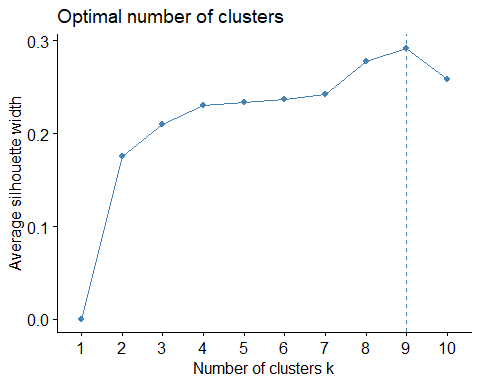 Optimal number of clusters
Average silhouette width
0.3
0.2
0.1
0.0
1 2 3 4 5 6 7 8 9 10
Number of clusters k